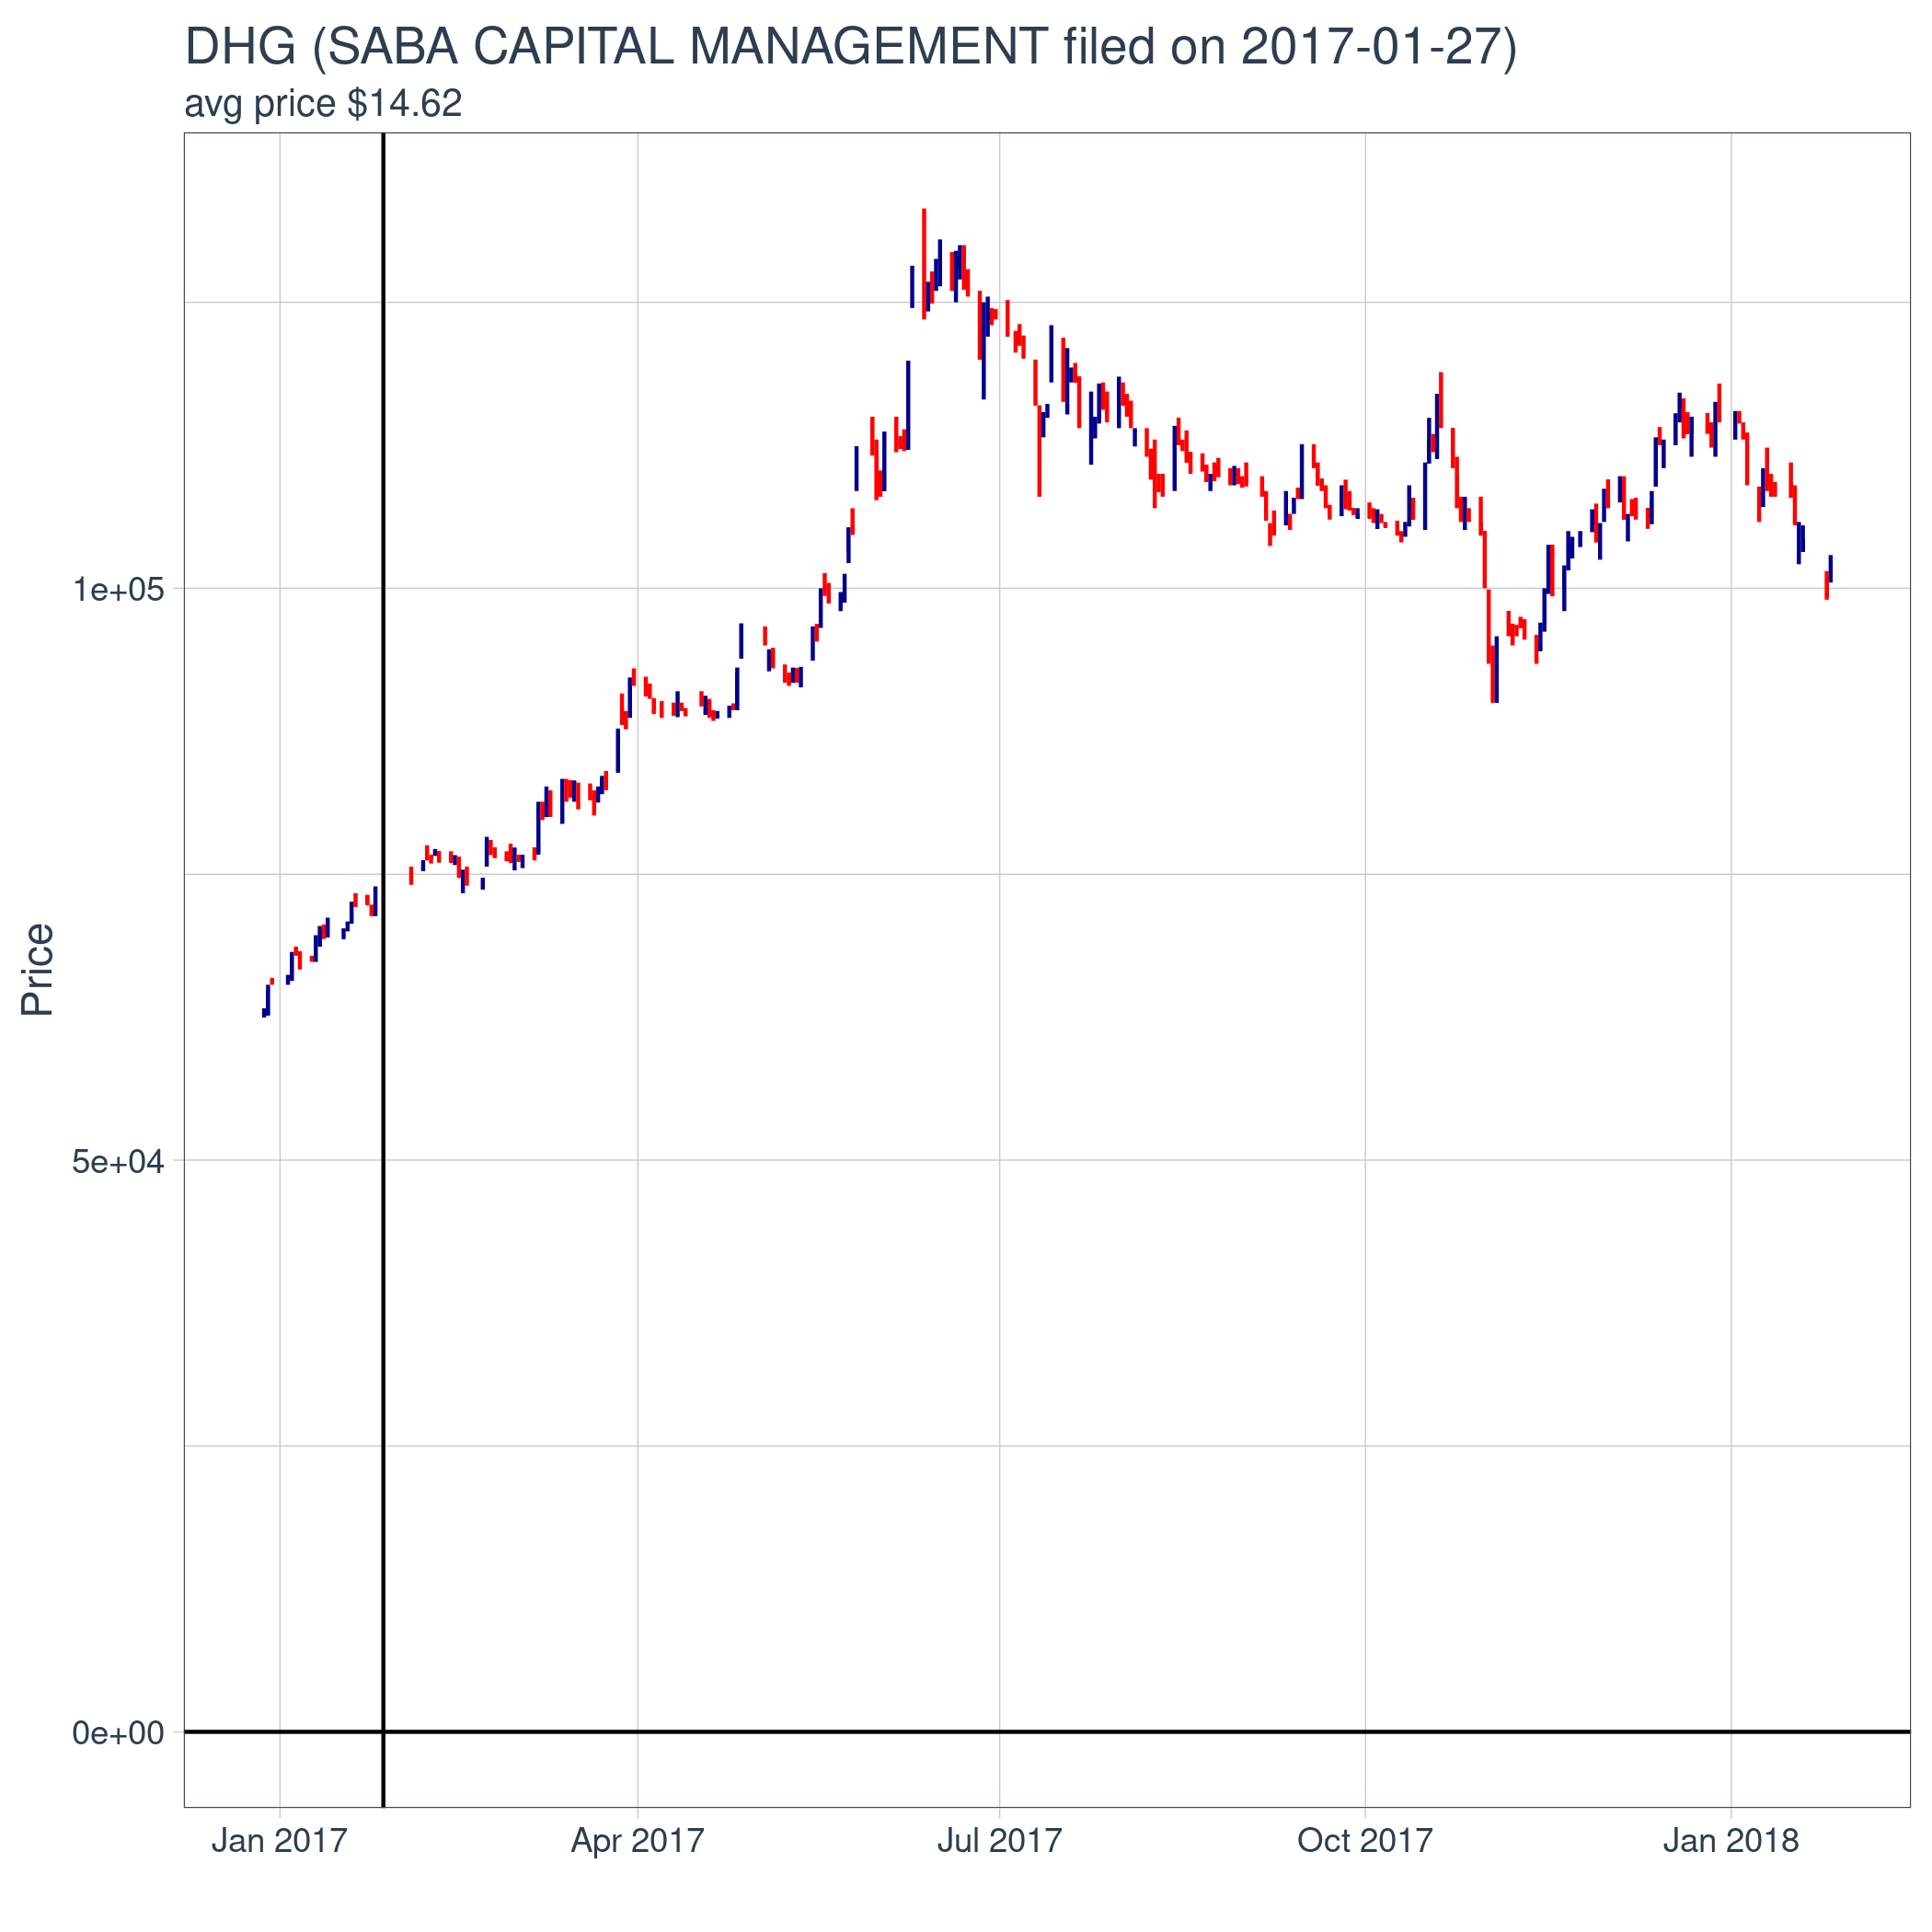 DHG (SABA CAPITAL MANAGEMENT filed on 2017-01-27)
avg price $14.62
Price
1e+05
5e+04
0e+00
Jan 2017
Apr 2017
Jul 2017
Oct 2017
Jan 2018